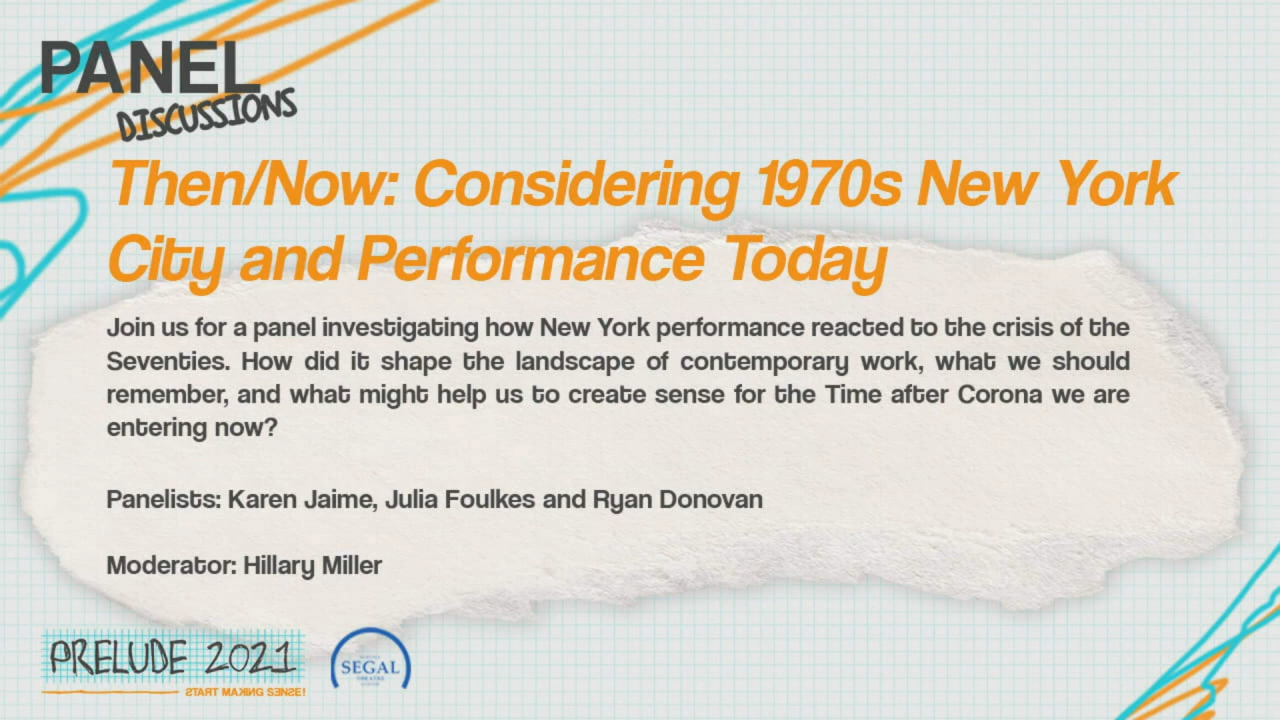 PANEL
DISCUSSIONS
Then/Now: Considering 1970s New York
City and Performance Today
Join us for a panel investigating how New York performance reacted to the crisis of the
Seventies. How did it shape the landscape of contemporary work, what we should
remember, and what might help us to create sense for the Time after Corona we are
entering now?
Panelists: Karen Jaime, Julia Foulkes and Ryan Donovan
Moderator: Hillary Miller
PRELUDE 2021
START MAKING SENSE!
SEGAL
THEATRE